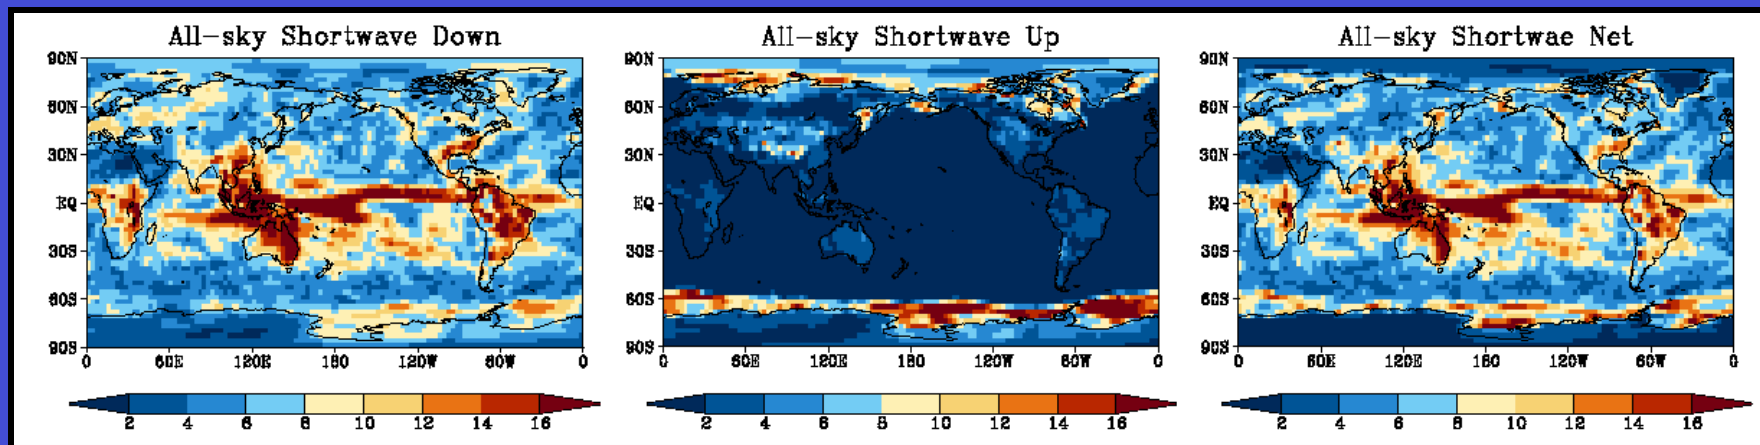 All-sky Shortwave Down
90N
60N
30N
EQ
30S
60S
90S
0 60E 120E 180 120W 60W 0
2 4 6 8 10 12 14 16
All-sky Shortwave Up
90N
60N
30N
EQ
30S
60S
90S
0 60E 120E 180 120W 60W 0
2 4 6 8 10 12 14 16
All-sky Shortwae Net
90N
60N
30N
EQ
30S
60S
90S
0 60E 120E 180 120W 60W 0
2 4 6 8 10 12 14 16